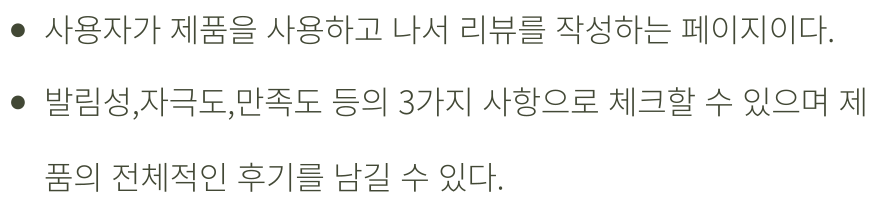 ● 사용자가 제품을 사용하고 나서 리뷰를 작성하는 페이지이다.
● 발림성,자극도,만족도 등의 3가지 사항으로 체크할 수 있으며 제
품의 전체적인 후기를 남길 수 있다.